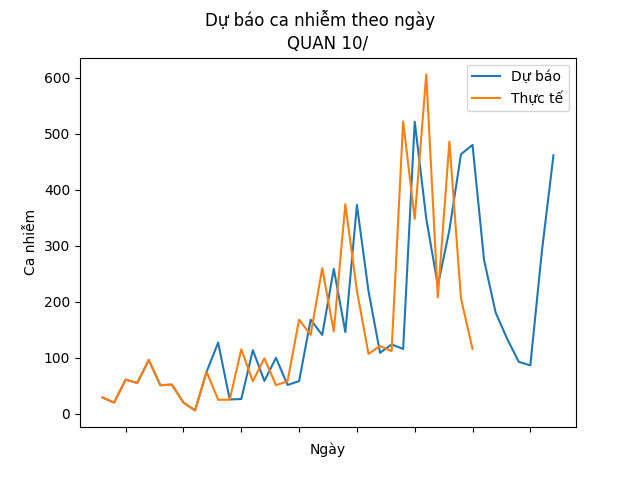 Dự báo ca nhiễm theo ngày
QUAN 10/
600
500
400
300
200
100
0
Ca nhiễm
Ngày
Dự báo
Thực tế